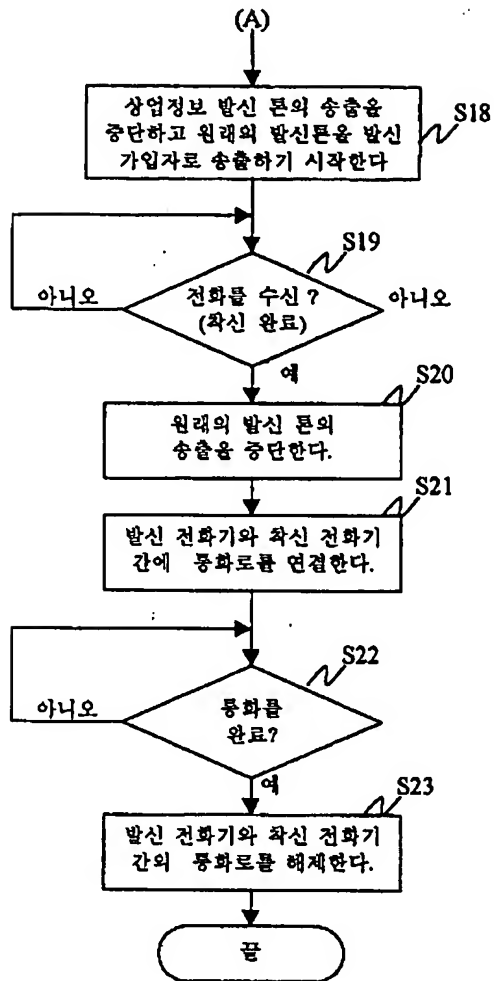 (A)
상업정보 발신 톤의 송출을
중단하고 원래의 발신톤을 발신
가입자로 송출하기 시작한다
S18
S19
아니오
전화를 수신 ?
(착신 완료)
아니오
예
S20
원래의 발신 톤의
송출을 중단한다.
S21
발신 전화기와 착신 전화기
간에 통화로를 연결한다.
S22
아니오
통화를
완료?
예
S23
발신 전화기와 착신 전화기
간의 통화로를 해제한다.
끝